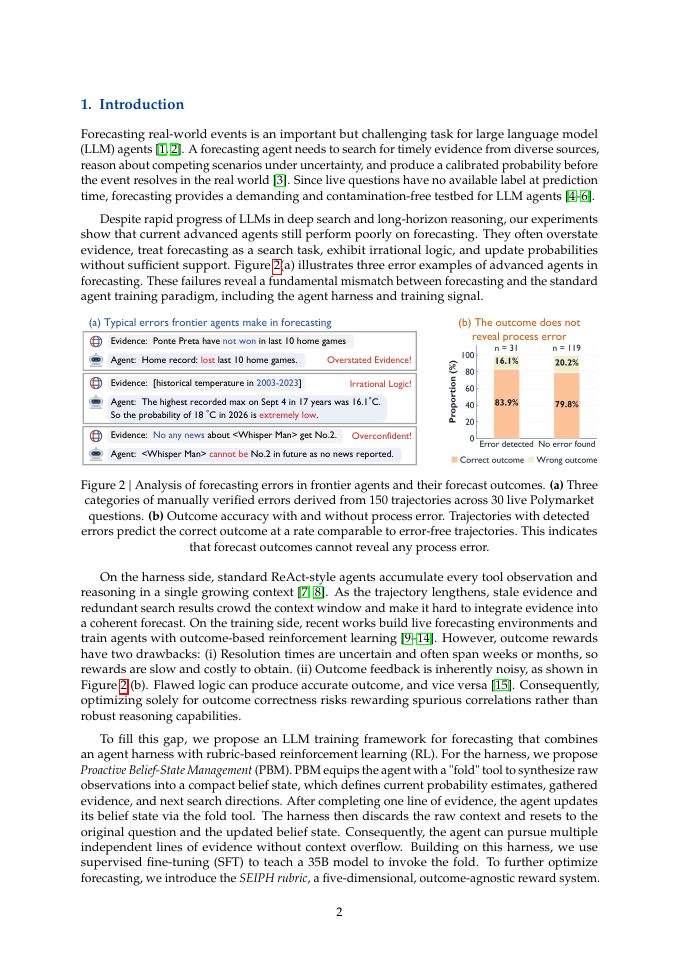 1. Introduction
Forecasting real-world events is an important but challenging task for large language model
(LLM) agents [1, 2]. A forecasting agent needs to search for timely evidence from diverse sources,
reason about competing scenarios under uncertainty, and produce a calibrated probability before
the event resolves in the real world [3]. Since live questions have no available label at prediction
time, forecasting provides a demanding and contamination-free testbed for LLM agents [4–6].
Despite rapid progress of LLMs in deep search and long-horizon reasoning, our experiments
show that current advanced agents still perform poorly on forecasting. They often overstate
evidence, treat forecasting as a search task, exhibit irrational logic, and update probabilities
without sufficient support. Figure 2(a) illustrates three error examples of advanced agents in
forecasting. These failures reveal a fundamental mismatch between forecasting and the standard
agent training paradigm, including the agent harness and training signal.
(a) Typical errors frontier agents make in forecasting
Evidence: Ponte Preta have not won in last 10 home games
Agent: Home record: lost last 10 home games. Overstated Evidence!
Evidence: [historical temperature in 2003-2023] Irrational Logic!
Agent: The highest recorded max on Sept 4 in 17 years was 16.1°C.
So the probability of 18 °C in 2026 is extremely low.
Evidence: No any news about <Whisper Man> get No.2. Overconfident!
Agent: <Whisper Man> cannot be No.2 in future as no news reported.
(b) The outcome does not
reveal process error
n = 31 n = 119
Proportion (%)
100
80
60
40
20
0
16.1% 20.2%
83.9% 79.8%
Error detected No error found
Correct outcome Wrong outcome
Figure 2 | Analysis of forecasting errors in frontier agents and their forecast outcomes. (a) Three
categories of manually verified errors derived from 150 trajectories across 30 live Polymarket
questions. (b) Outcome accuracy with and without process error. Trajectories with detected
errors predict the correct outcome at a rate comparable to error-free trajectories. This indicates
that forecast outcomes cannot reveal any process error.
On the harness side, standard ReAct-style agents accumulate every tool observation and
reasoning in a single growing context [7, 8]. As the trajectory lengthens, stale evidence and
redundant search results crowd the context window and make it hard to integrate evidence into
a coherent forecast. On the training side, recent works build live forecasting environments and
train agents with outcome-based reinforcement learning [9–14]. However, outcome rewards
have two drawbacks: (i) Resolution times are uncertain and often span weeks or months, so
rewards are slow and costly to obtain. (ii) Outcome feedback is inherently noisy, as shown in
Figure 2 (b). Flawed logic can produce accurate outcome, and vice versa [15]. Consequently,
optimizing solely for outcome correctness risks rewarding spurious correlations rather than
robust reasoning capabilities.
To fill this gap, we propose an LLM training framework for forecasting that combines
an agent harness with rubric-based reinforcement learning (RL). For the harness, we propose
Proactive Belief-State Management (PBM). PBM equips the agent with a "fold" tool to synthesize raw
observations into a compact belief state, which defines current probability estimates, gathered
evidence, and next search directions. After completing one line of evidence, the agent updates
its belief state via the fold tool. The harness then discards the raw context and resets to the
original question and the updated belief state. Consequently, the agent can pursue multiple
independent lines of evidence without context overflow. Building on this harness, we use
supervised fine-tuning (SFT) to teach a 35B model to invoke the fold. To further optimize
forecasting, we introduce the SEIPH rubric, a five-dimensional, outcome-agnostic reward system.
2